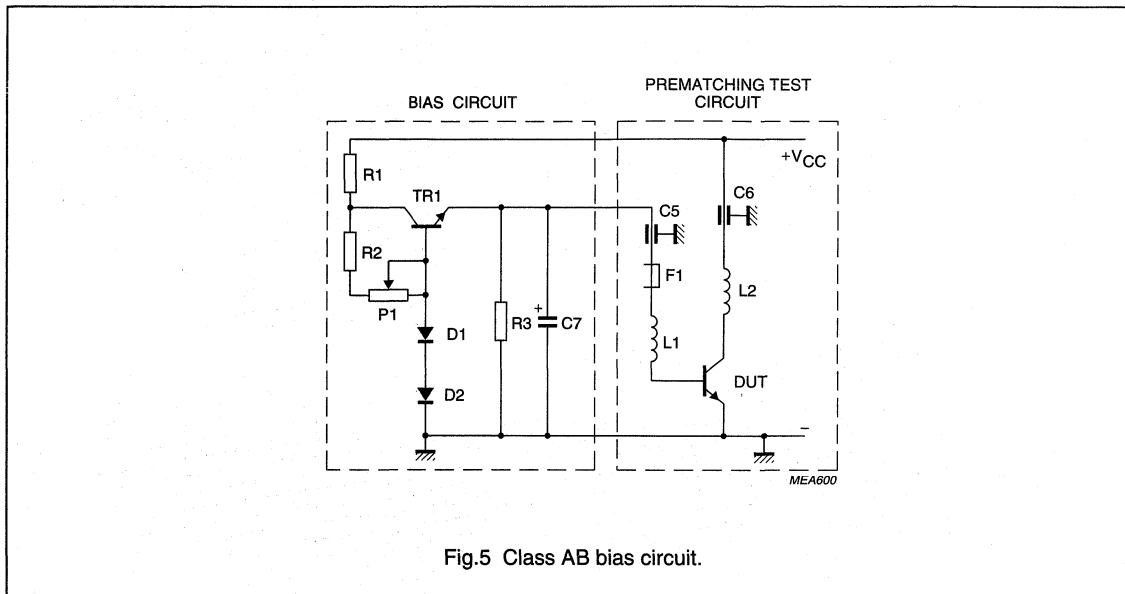 BIAS CIRCUIT
PREMATCHING TEST
CIRCUIT
+VCC
R1
TR1
C5
C6
R2
F1
P1
L2
D1
R3
+
C7
L1
DUT
D2
–
MEA600
Fig.5 Class AB bias circuit.